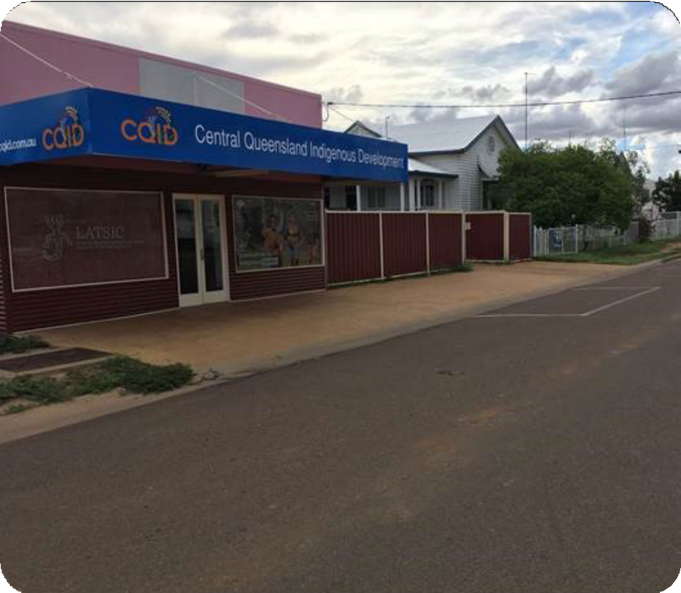 cqid.com.au
CQID
CQID
Central Queensland Indigenous Development
LATSIC